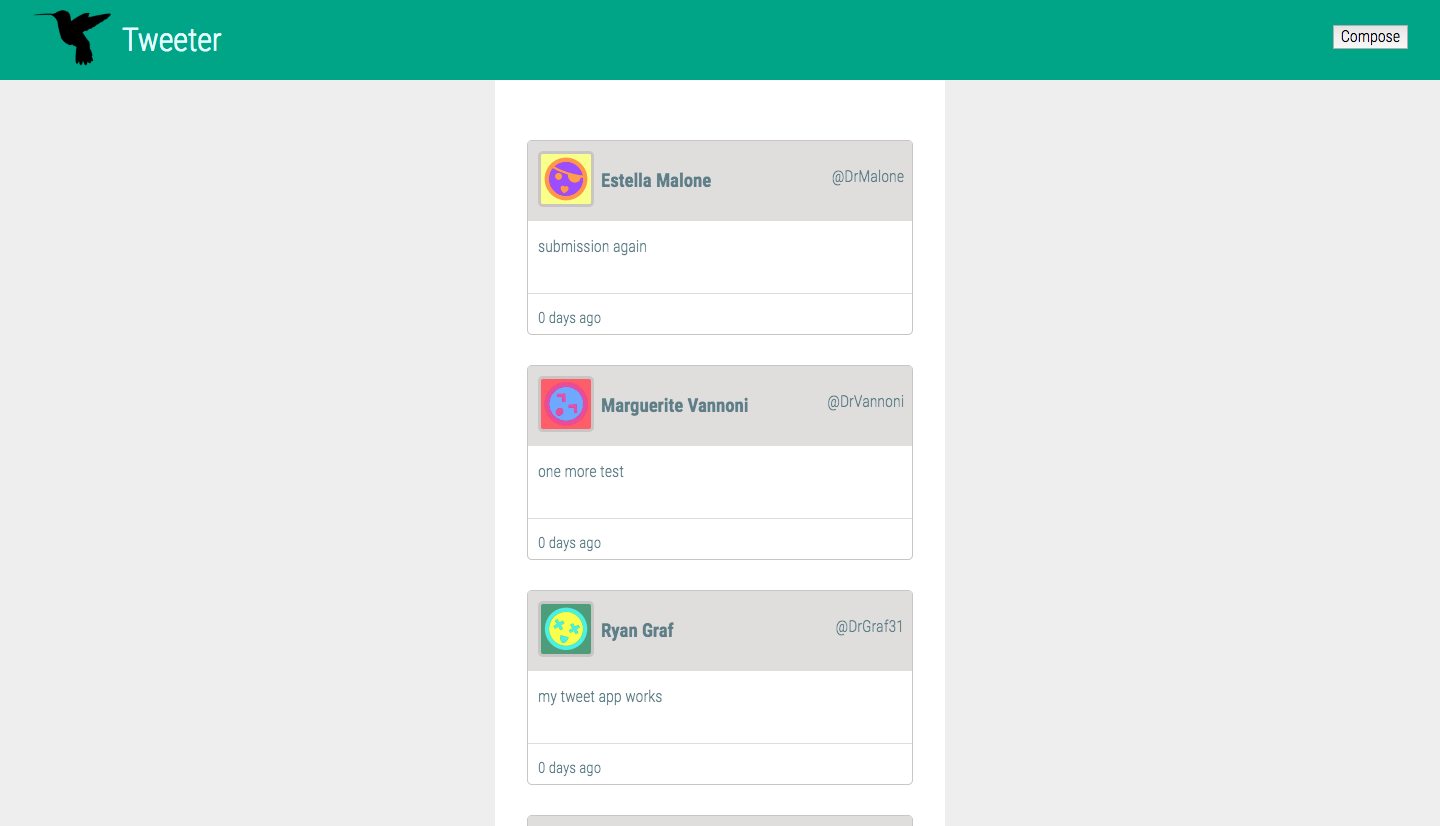 Tweeter
Compose
Estella Malone
@DrMalone
submission again
0 days ago
Marguerite Vannoni
@DrVannoni
one more test
0 days ago
Ryan Graf
@DrGraf31
my tweet app works
0 days ago